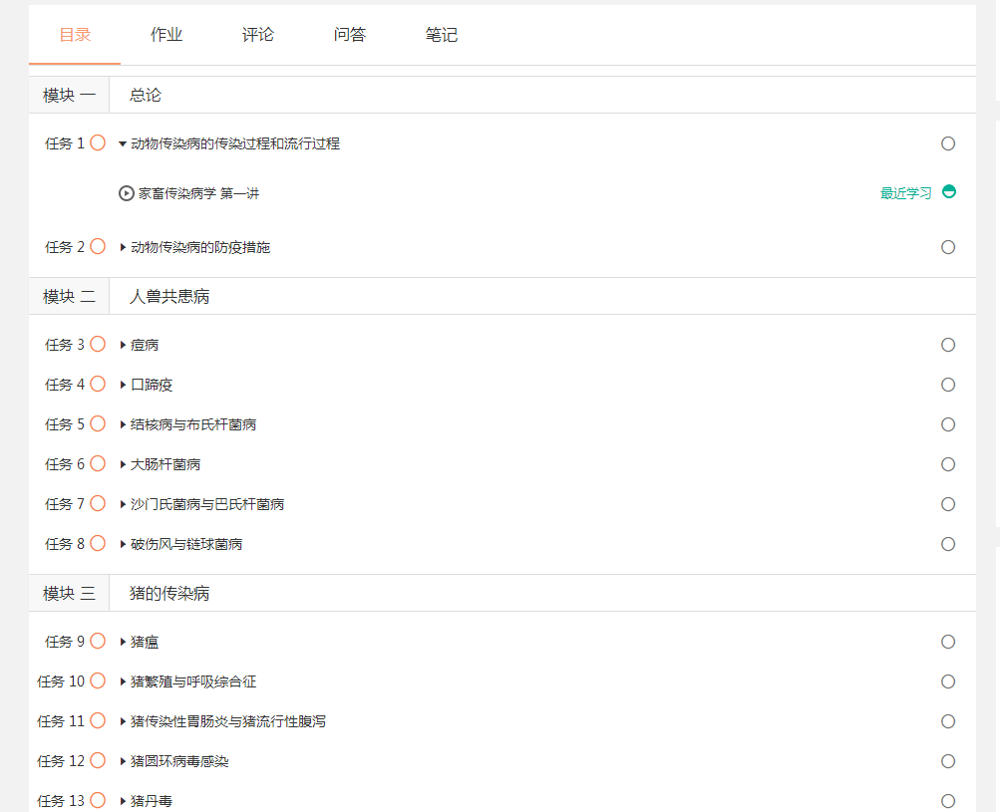 目录 作业 评论 问答 笔记
模块 一 总论
任务 1 动物传染病的传染过程和流行过程
家畜传染病学 第一讲 最近学习
任务 2 动物传染病的防疫措施
模块 二 人兽共患病
任务 3 痘病
任务 4 口蹄疫
任务 5 结核病与布氏杆菌病
任务 6 大肠杆菌病
任务 7 沙门氏菌病与巴氏杆菌病
任务 8 破伤风与链球菌病
模块 三 猪的传染病
任务 9 猪瘟
任务 10 猪繁殖与呼吸综合征
任务 11 猪传染性胃肠炎与猪流行性腹泻
任务 12 猪圆环病毒感染
任务 13 猪丹毒